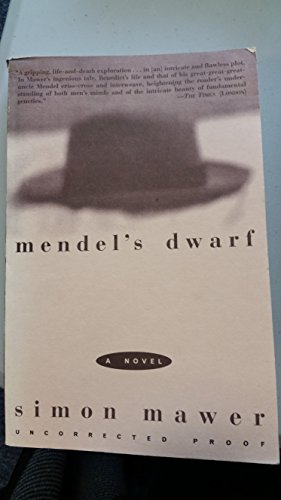 "A gripping, life-and-death exploration . . . in [an] intricate and flawless plot.
In Mawer's ingenious tale, Benedict's life and that of his great-great-great-
uncle Mendel criss-cross and interweave, heightening the reader's under-
standing of both men's minds and of the intricate beauty of fundamental
genetics."
—THE TIMES [LONDON]
mendel's dwarf
A NOVEL
simon mawer
UNCORRECTED PROOF